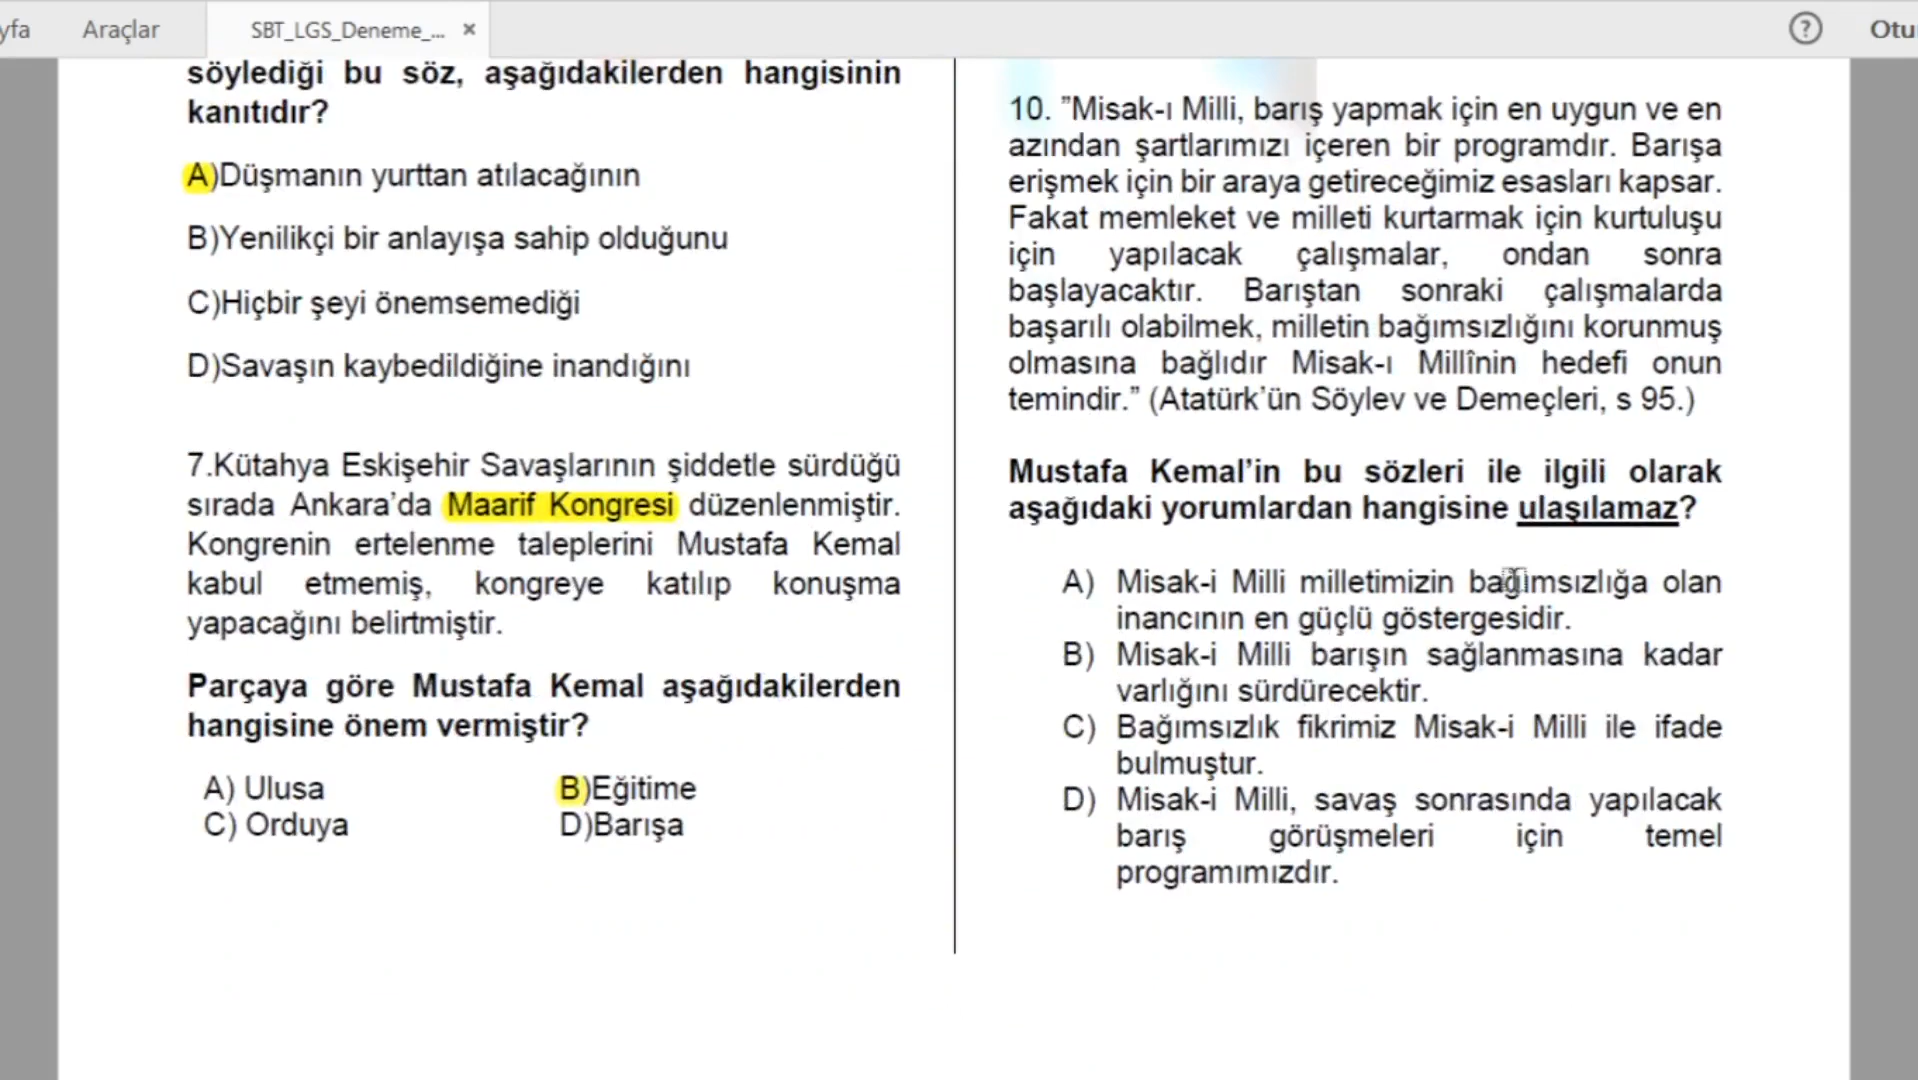 yfa
Araçlar
SBT_LGS_Deneme_... ×
?
Otu
söylediği bu söz, aşağıdakilerden hangisinin
kanıtıdır?
A)Düşmanın yurttan atılacağının
B)Yenilikçi bir anlayışa sahip olduğunu
C)Hiçbir şeyi önemsemediği
D)Savaşın kaybedildiğine inandığını
7.Kütahya Eskişehir Savaşlarının şiddetle sürdüğü
sırada Ankara’da Maarif Kongresi düzenlenmiştir.
Kongrenin ertelenme taleplerini Mustafa Kemal
kabul etmemiş, kongreye katılıp konuşma
yapacağını belirtmiştir.
Parçaya göre Mustafa Kemal aşağıdakilerden
hangisine önem vermiştir?
A) Ulusa B)Eğitime
C) Orduya D)Barışa
10. ”Misak-ı Milli, barış yapmak için en uygun ve en
azından şartlarımızı içeren bir programdır. Barışa
erişmek için bir araya getireceğimiz esasları kapsar.
Fakat memleket ve milleti kurtarmak için kurtuluşu
için yapılacak çalışmalar, ondan sonra
başlayacaktır. Barıştan sonraki çalışmalarda
başarılı olabilmek, milletin bağımsızlığını korunmuş
olmasına bağlıdır Misak-ı Millînin hedefi onun
temindir.” (Atatürk’ün Söylev ve Demeçleri, s 95.)
Mustafa Kemal’in bu sözleri ile ilgili olarak
aşağıdaki yorumlardan hangisine ulaşılamaz?
A) Misak-i Milli milletimizin bağımsızlığa olan
inancının en güçlü göstergesidir.
B) Misak-i Milli barışın sağlanmasına kadar
varlığını sürdürecektir.
C) Bağımsızlık fikrimiz Misak-i Milli ile ifade
bulmuştur.
D) Misak-i Milli, savaş sonrasında yapılacak
barış görüşmeleri için temel
programımızdır.